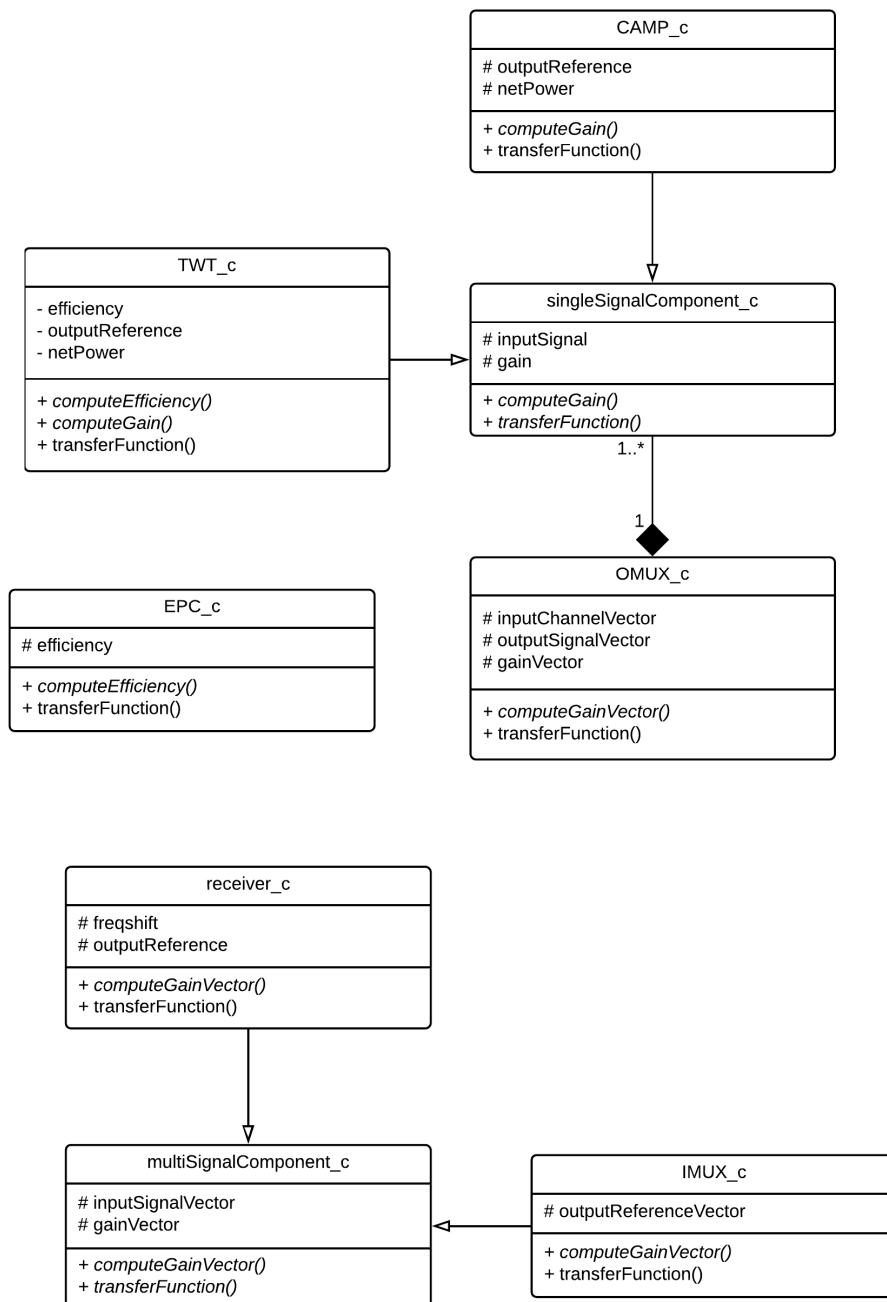 CAMP_c
# outputReference
# netPower
+ computeGain()
+ transferFunction()
TWT_c
- efficiency
- outputReference
- netPower
+ computeEfficiency()
+ computeGain()
+ transferFunction()
singleSignalComponent_c
# inputSignal
# gain
+ computeGain()
+ transferFunction()
1..*
1
OMUX_c
# inputChannelVector
# outputSignalVector
# gainVector
+ computeGainVector()
+ transferFunction()
EPC_c
# efficiency
+ computeEfficiency()
+ transferFunction()
receiver_c
# freqshift
# outputReference
+ computeGainVector()
+ transferFunction()
multiSignalComponent_c
# inputSignalVector
# gainVector
+ computeGainVector()
+ transferFunction()
IMUX_c
# outputReferenceVector
+ computeGainVector()
+ transferFunction()